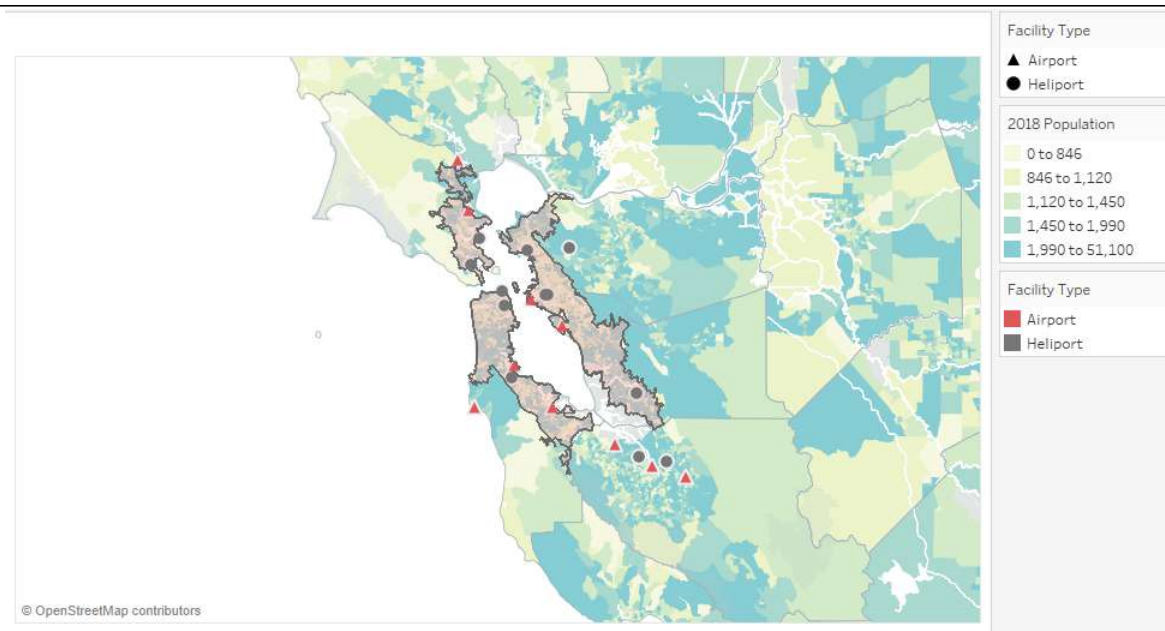 Facility Type
Airport
Heliport
2018 Population
0 to 846
846 to 1,120
1,120 to 1,450
1,450 to 1,990
1,990 to 51,100
Facility Type
Airport
Heliport
© OpenStreetMap contributors